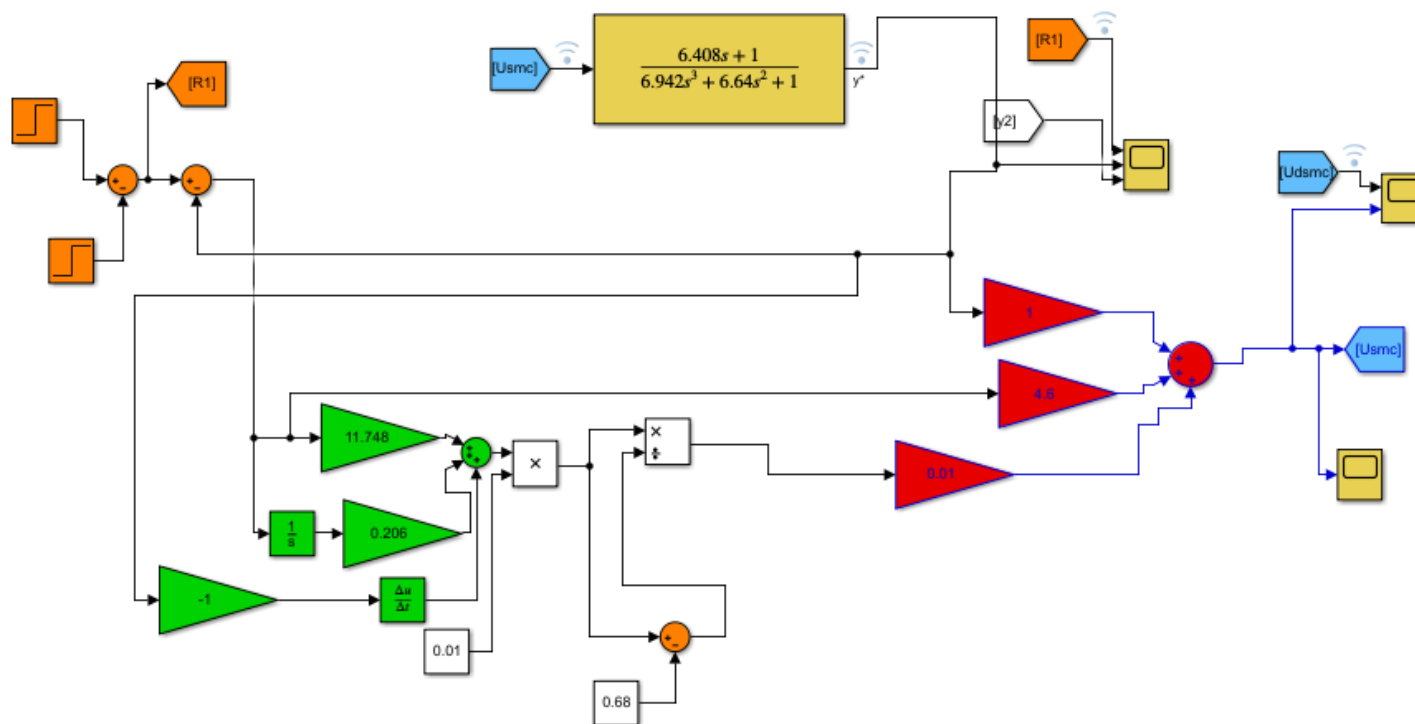 [Usmc]
6.408s + 1
6.942s³ + 6.64s² + 1
y*
[R1]
[R1]
[y2]
[Udsmc]
+
−
+
−
1
+
+
+
[Usmc]
4.6
11.748
+
+
+
×
×
÷
0.01
1
s
0.206
-1
Δu
Δt
0.01
+
−
0.68